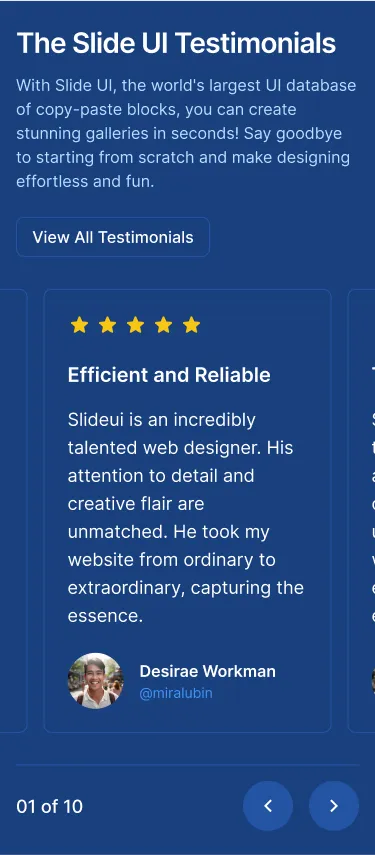 The Slide UI Testimonials
With Slide UI, the world's largest UI database
of copy-paste blocks, you can create
stunning galleries in seconds! Say goodbye
to starting from scratch and make designing
effortless and fun.
View All Testimonials
Efficient and Reliable
Slideui is an incredibly
talented web designer. His
attention to detail and
creative flair are
unmatched. He took my
website from ordinary to
extraordinary, capturing the
essence.
Desirae Workman
@miralubin
01 of 10